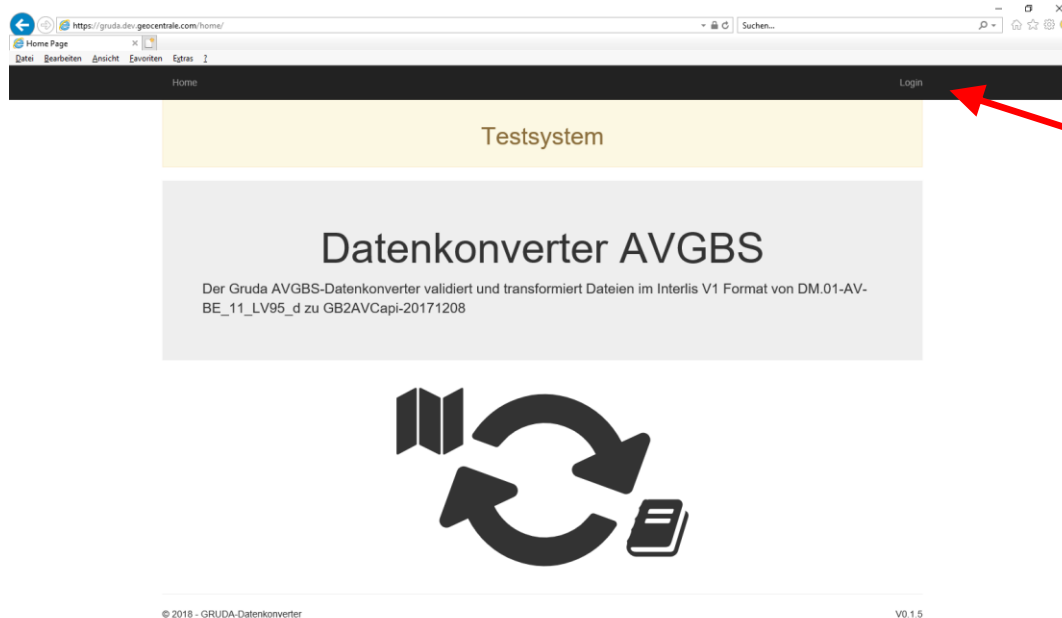 https://gruda.dev.geocentrale.com/home/
Suchen...
Home Page
Datei Bearbeiten Ansicht Favoriten Extras ?
Home Login
Testsystem
Datenkonverter AVGBS
Der Gruda AVGBS-Datenkonverter validiert und transformiert Dateien im Interlis V1 Format von DM.01-AV-
BE_11_LV95_d zu GB2AVCapi-20171208
© 2018 - GRUDA-Datenkonverter V0.1.5